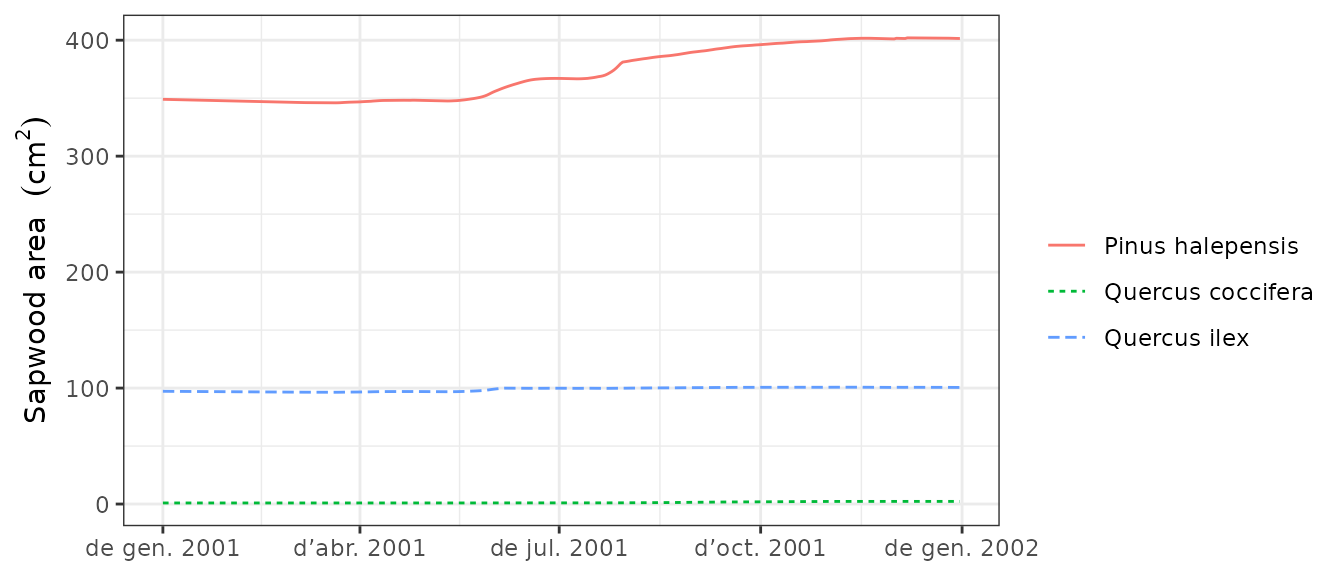 Sapwood area (cm²)
400
300
200
100
0
de gen. 2001
d’abr. 2001
de jul. 2001
d’oct. 2001
de gen. 2002
Pinus halepensis
Quercus coccifera
Quercus ilex